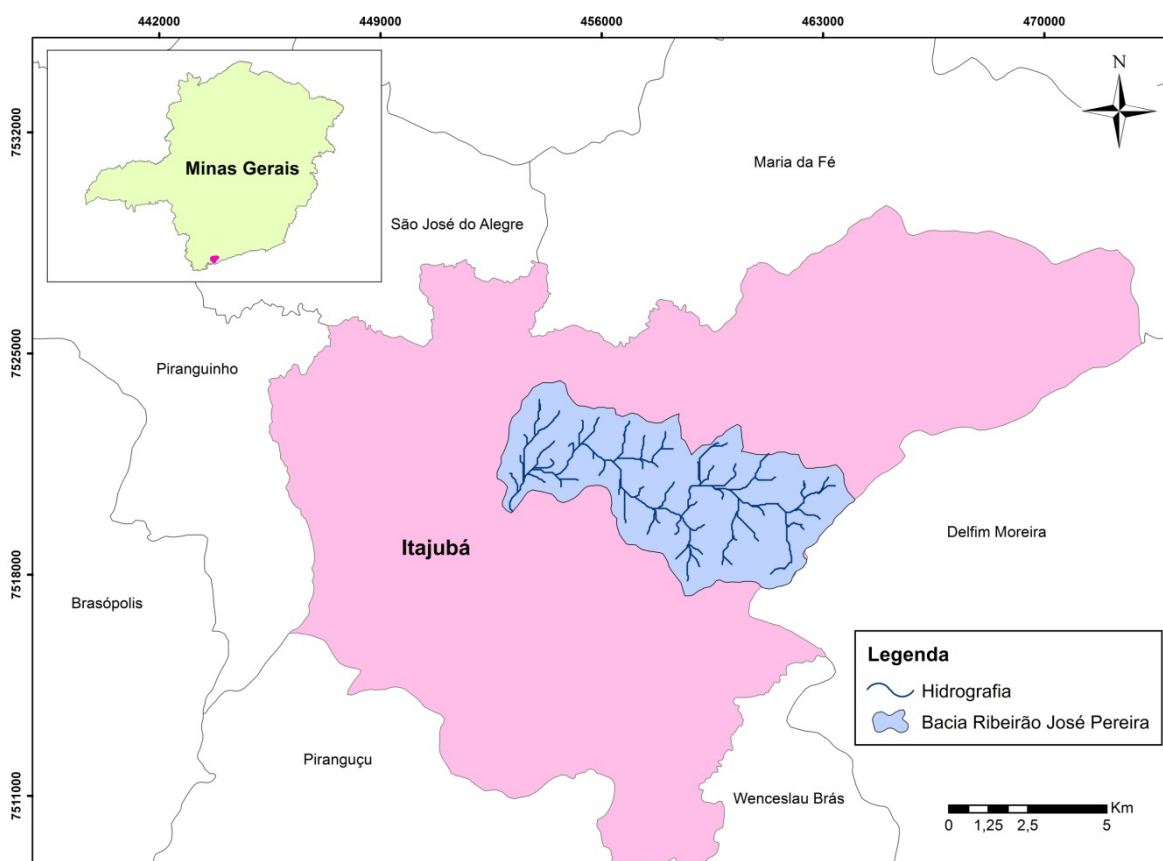 442000 449000 456000 463000 470000
N
7532000
Minas Gerais
Maria da Fé
São José do Alegre
7525000
Piranguinho
Delfim Moreira
Itajubá
7518000
Brasópolis
Legenda
Hidrografia
Bacia Ribeirão José Pereira
Piranguçu
7511000
Wenceslau Brás
Km
0 1,25 2,5 5